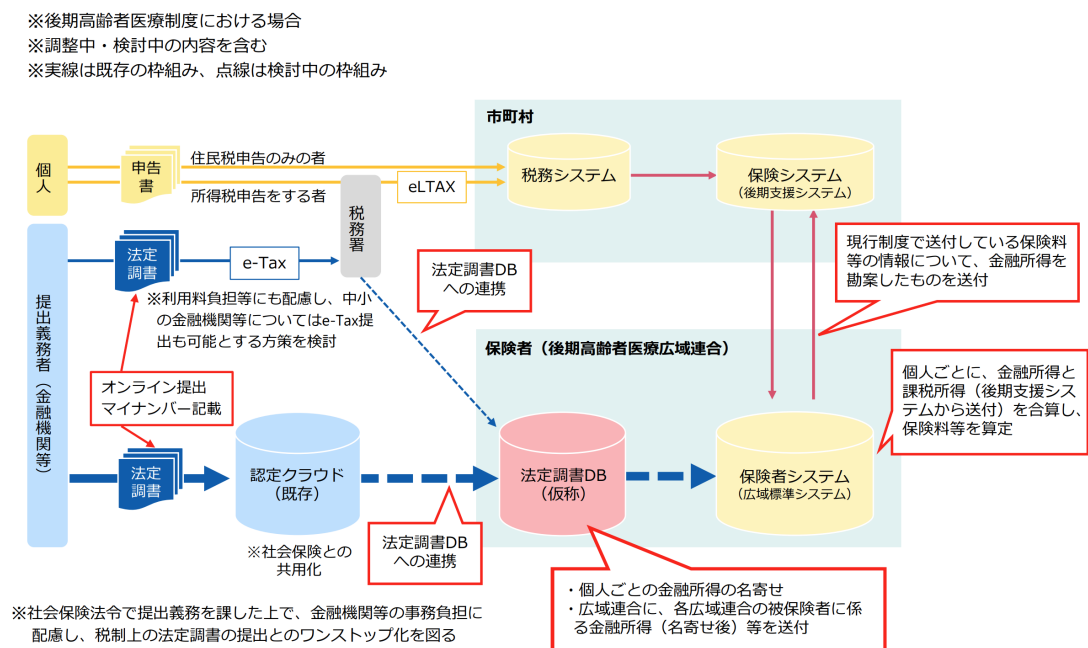 ※後期高齢者医療制度における場合
※調整中・検討中の内容を含む
※実線は既存の枠組み、点線は検討中の枠組み
市町村
個人
申告
書
住民税申告のみの者
所得税申告をする者
税務署
eLTAX
税務システム
保険システム
（後期支援システム）
提出義務者（金融機関等）
法定
調書
e-Tax
※利用料負担等にも配慮し、中小
の金融機関等についてはe-Tax提
出も可能とする方策を検討
法定調書DB
への連携
現行制度で送付している保険料
等の情報について、金融所得を
勘案したものを送付
保険者（後期高齢者医療広域連合）
オンライン提出
マイナンバー記載
個人ごとに、金融所得と
課税所得（後期支援シス
テムから送付）を合算し、
保険料等を算定
法定
調書
認定クラウド
（既存）
法定調書DB
（仮称）
保険者システム
（広域標準システム）
※社会保険との
共用化
法定調書DB
への連携
・個人ごとの金融所得の名寄せ
・広域連合に、各広域連合の被保険者に係
る金融所得（名寄せ後）等を送付
※社会保険法令で提出義務を課した上で、金融機関等の事務負担に
配慮し、税制上の法定調書の提出とのワンストップ化を図る